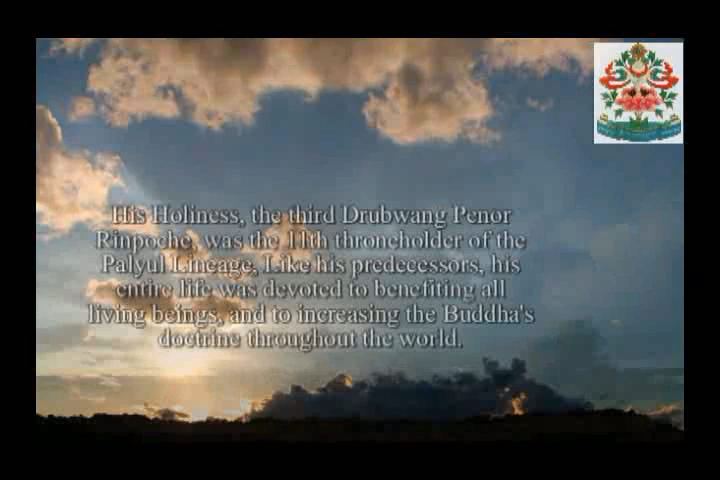 His Holiness, the third Drubwang Penor
Rinpoche, was the 11th throneholder of the
Palyul Lineage, Like his predecessors, his
entire life was devoted to benefiting all
living beings, and to increasing the Buddha's
doctrine throughout the world.